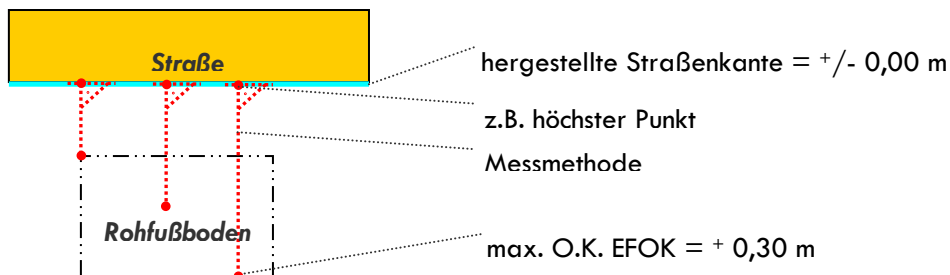 Straße
hergestellte Straßenkante = ⁺/- 0,00 m
z.B. höchster Punkt
Messmethode
Rohfußboden
max. O.K. EFOK = ⁺ 0,30 m